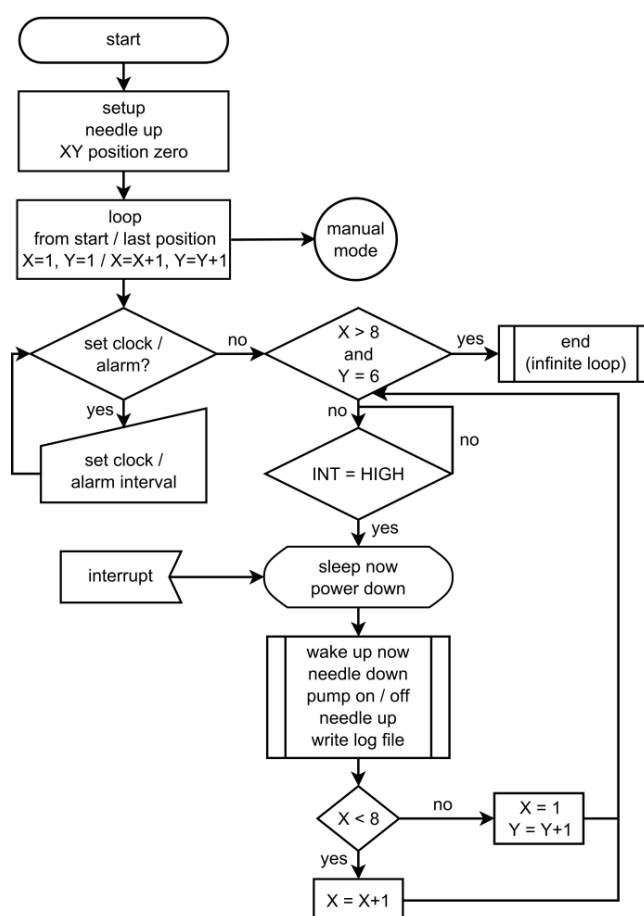 start
setup
needle up
XY position zero
loop
from start / last position
X=1, Y=1 / X=X+1, Y=Y+1
manual
mode
set clock /
alarm?
no
X > 8
and
Y = 6
yes
end
(infinite loop)
yes
set clock /
alarm interval
no
no
INT = HIGH
yes
interrupt
sleep now
power down
wake up now
needle down
pump on / off
needle up
write log file
X < 8
no
X = 1
Y = Y+1
yes
X = X+1